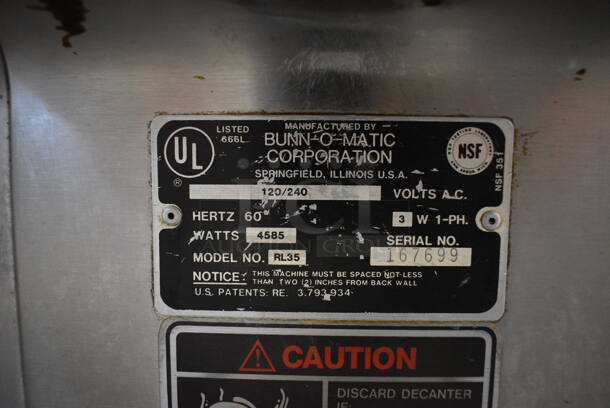 LISTED
666L
UL
®
MANUFACTURED BY
BUNN-O-MATIC
CORPORATION
SPRINGFIELD, ILLINOIS U.S.A.
NSF
NSF 351
120/240 VOLTS A.C.
HERTZ 60 3 W 1-PH.
WATTS 4585 SERIAL NO.
MODEL NO. RL35 167699
NOTICE: THIS MACHINE MUST BE SPACED NOT LESS
THAN TWO (2) INCHES FROM BACK WALL
U.S. PATENTS: RE. 3,793,934
CAUTION
DISCARD DECANTER
IF: